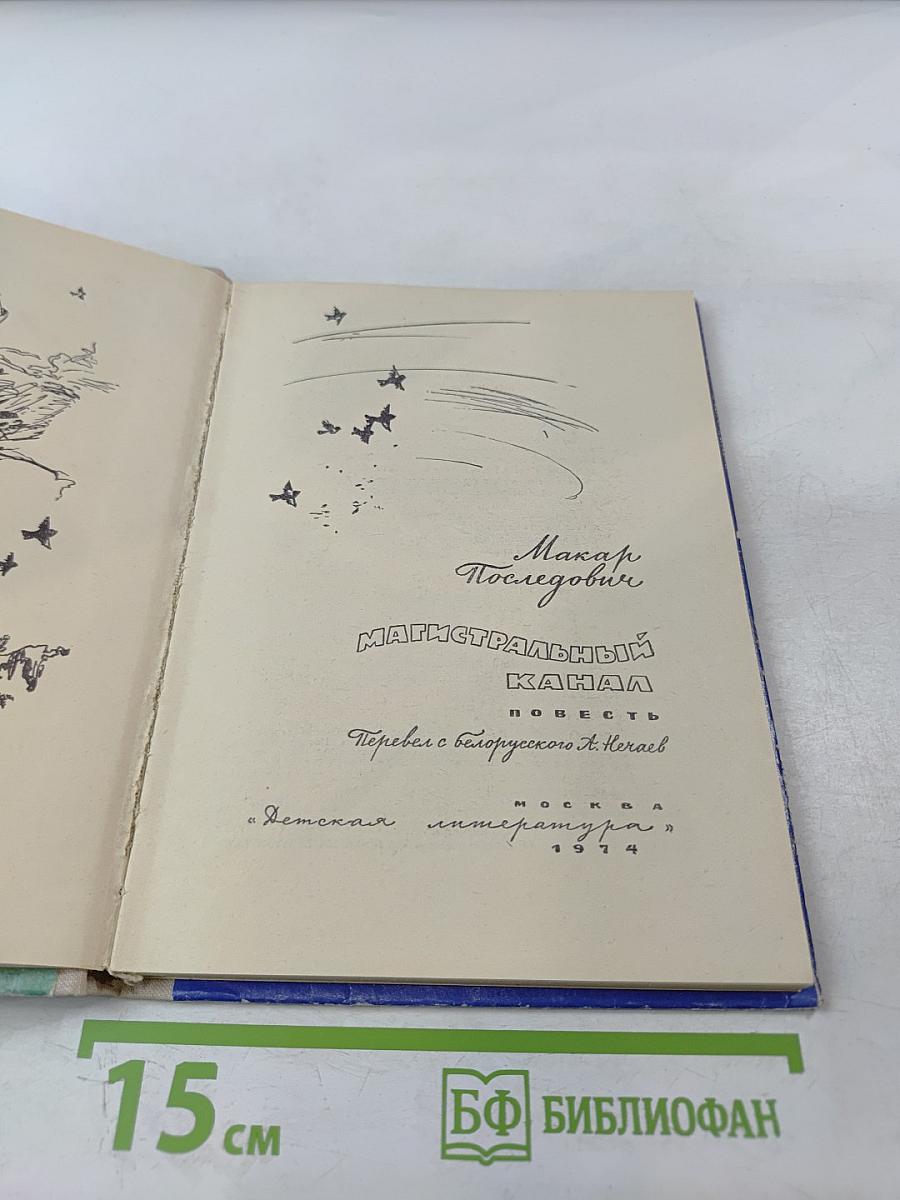 Макар
Последович
МАГИСТРАЛЬНЫЙ
КАНАЛ
ПОВЕСТЬ
Перевел с белорусского А. Нечаев
МОСКВА
«Детская литература»
1974
15 см
БФ БИБЛИОФАН